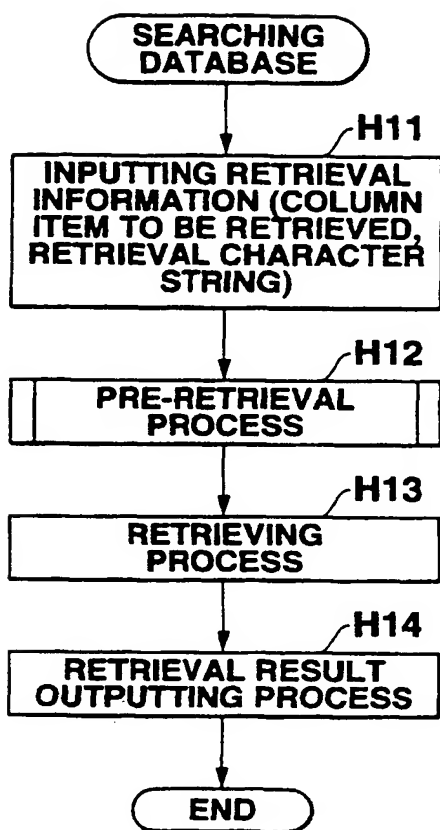 SEARCHING
DATABASE
H11
INPUTTING RETRIEVAL
INFORMATION (COLUMN
ITEM TO BE RETRIEVED,
RETRIEVAL CHARACTER
STRING)
H12
PRE-RETRIEVAL
PROCESS
H13
RETRIEVING
PROCESS
H14
RETRIEVAL RESULT
OUTPUTTING PROCESS
END